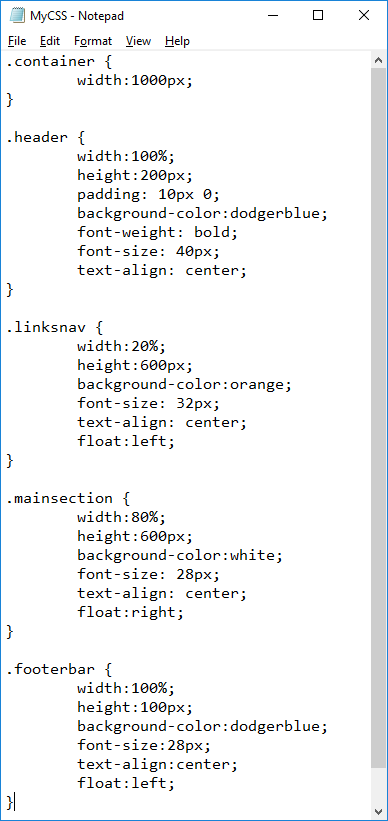 MyCSS - Notepad
File Edit Format View Help
.container {
        width:1000px;
}

.header {
        width:100%;
        height:200px;
        padding: 10px 0;
        background-color:dodgerblue;
        font-weight: bold;
        font-size: 40px;
        text-align: center;
}

.linksnav {
        width:20%;
        height:600px;
        background-color:orange;
        font-size: 32px;
        text-align: center;
        float:left;
}

.mainsection {
        width:80%;
        height:600px;
        background-color:white;
        font-size: 28px;
        text-align: center;
        float:right;
}

.footerbar {
        width:100%;
        height:100px;
        background-color:dodgerblue;
        font-size:28px;
        text-align:center;
        float:left;
}